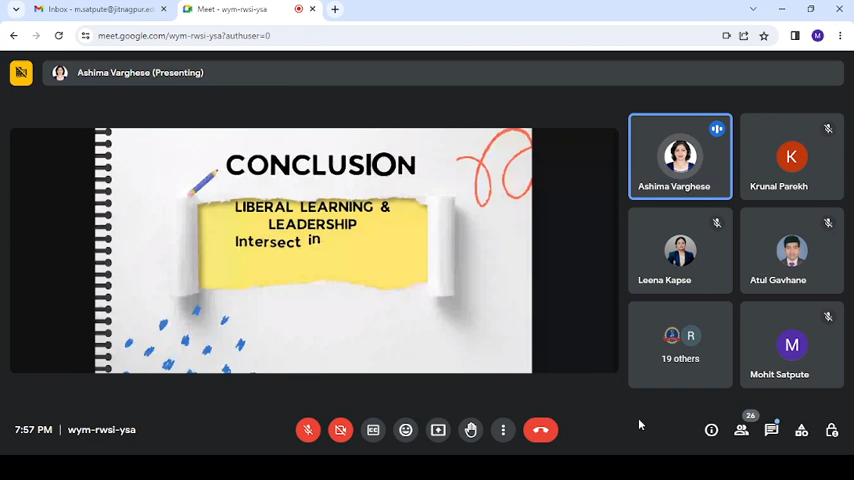 Inbox - m.satpute@jitnagpur.ed
Meet - wym-rwsi-ysa
meet.google.com/wym-rwsi-ysa?authuser=0
M
Ashima Varghese (Presenting)
CONCLUSION
LIBERAL LEARNING &
LEADERSHIP
Intersect in
Ashima Varghese
K
Krunal Parekh
Leena Kapse
Atul Gavhane
R
19 others
M
Mohit Satpute
7:57 PM | wym-rwsi-ysa
26